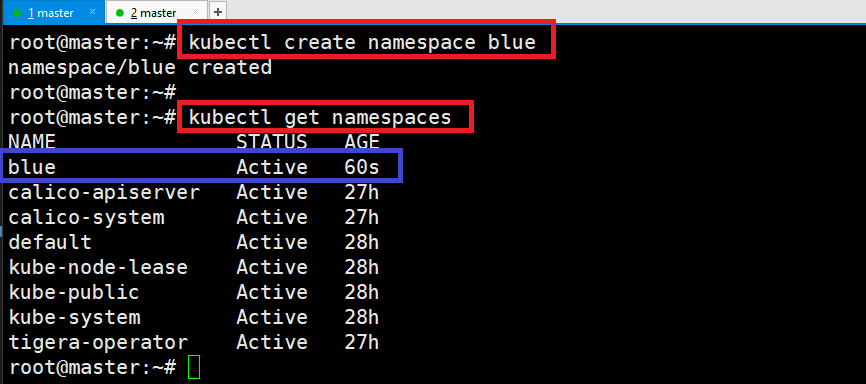 1 master × 2 master × +
root@master:~# kubectl create namespace blue
namespace/blue created
root@master:~#
root@master:~# kubectl get namespaces
NAME STATUS AGE
blue Active 60s
calico-apiserver Active 27h
calico-system Active 27h
default Active 28h
kube-node-lease Active 28h
kube-public Active 28h
kube-system Active 28h
tigera-operator Active 27h
root@master:~#